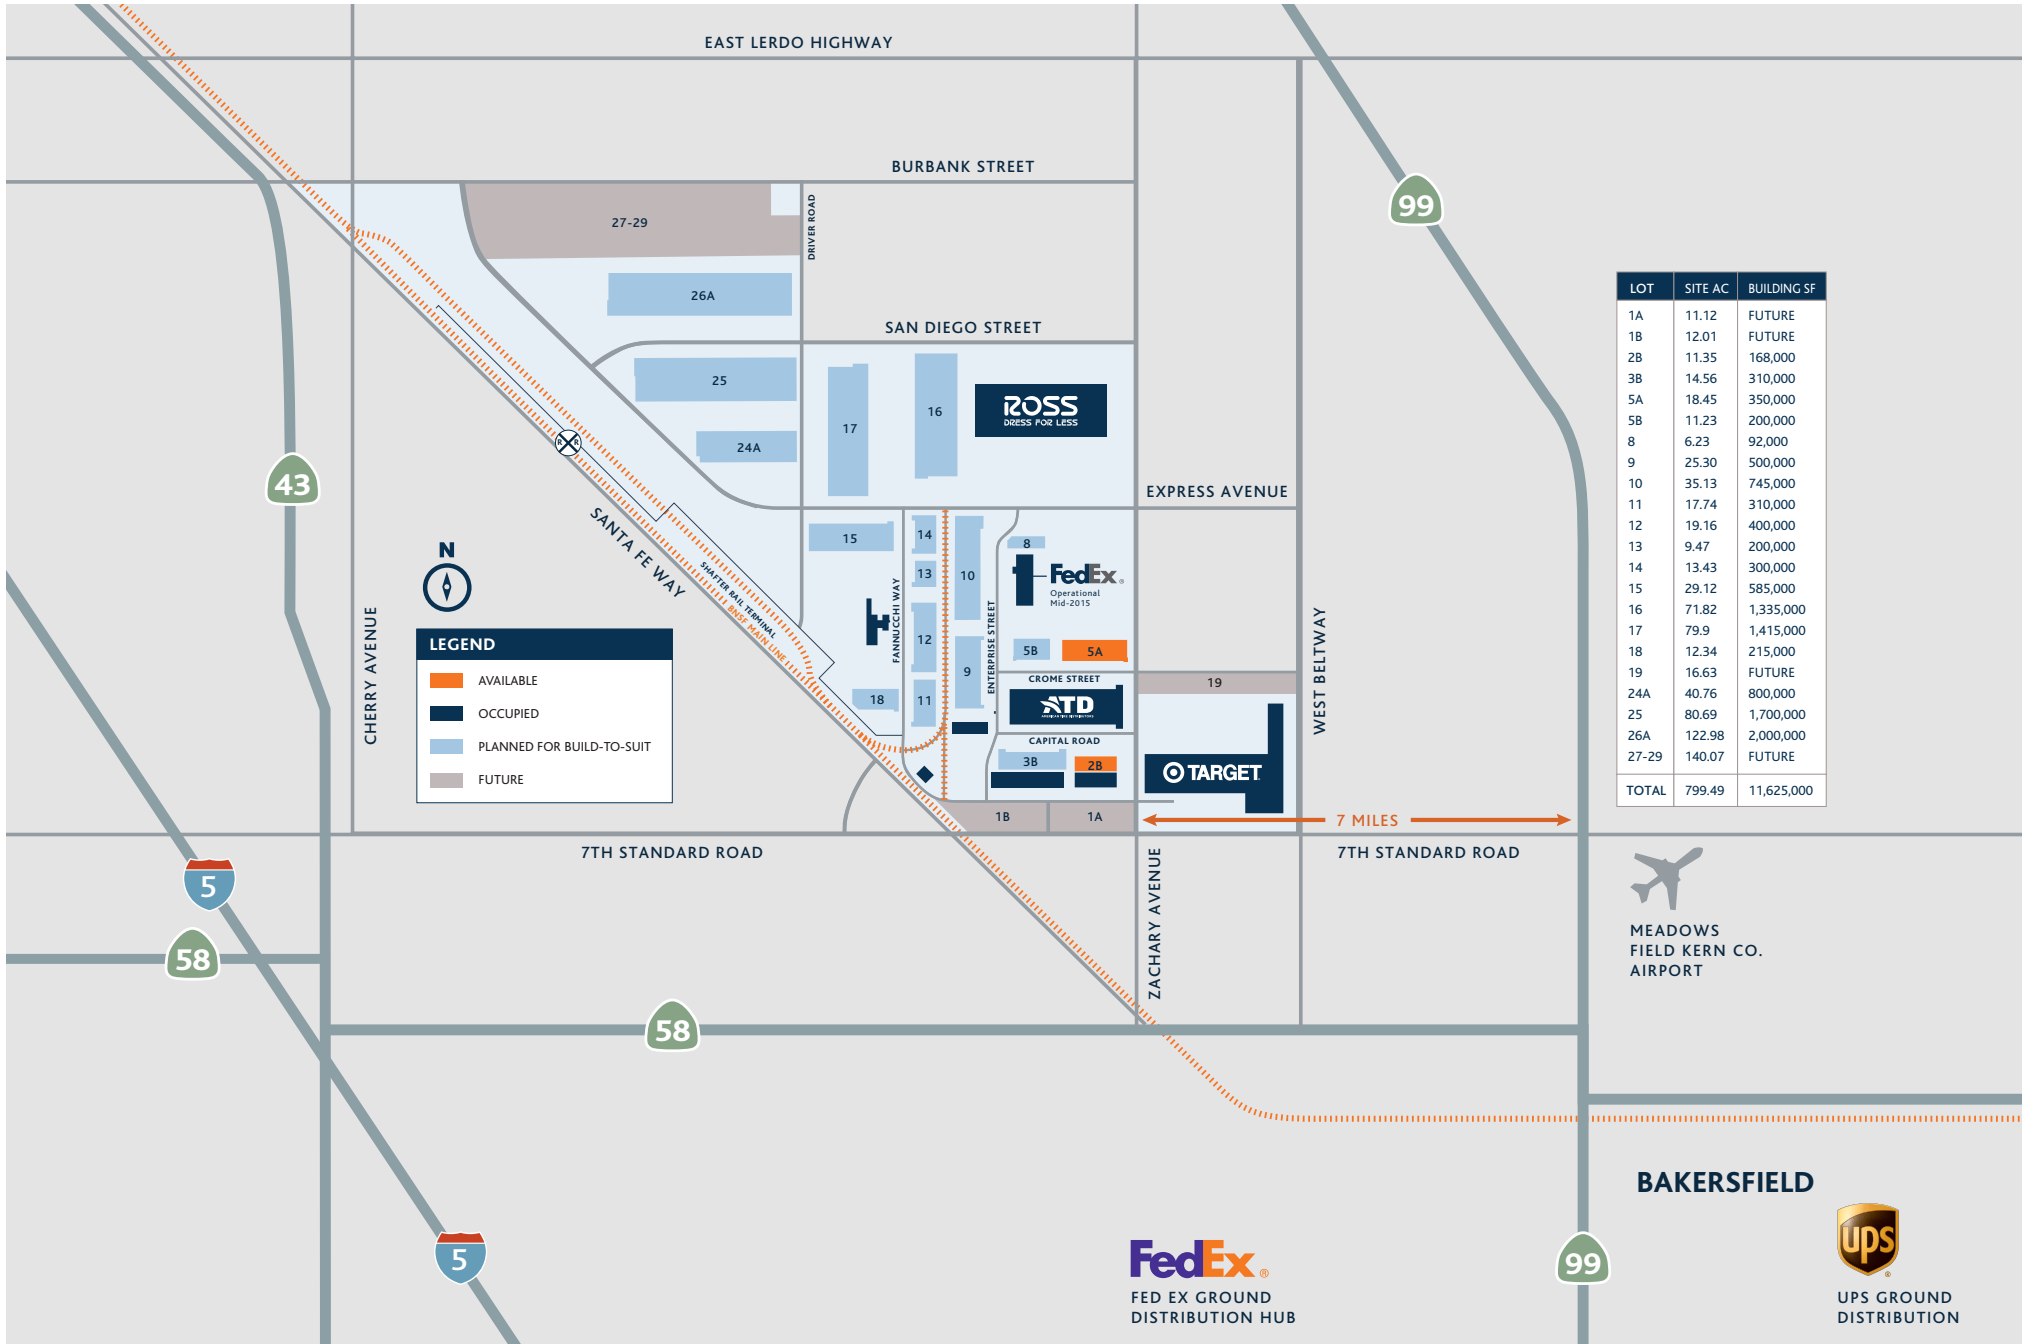 EAST LERDO HIGHWAY
BURBANK STREET
99
27-29
DRIVER ROAD
26A
SAN DIEGO STREET
25
24A
17
16
ROSS
DRESS FOR LESS
R R
43
EXPRESS AVENUE
SANTA FE WAY
SHAFTER RAIL TERMINAL
BNSF MAIN LINE
15
14
13
12
11
10
9
8
FedEx®
Operational
Mid-2015
FANNUCCHI WAY
ENTERPRISE STREET
5B
5A
18
CROME STREET
19
ATD
AMERICAN TIRE DISTRIBUTORS
CAPITAL ROAD
3B
2B
TARGET
1B
1A
7 MILES
WEST BELTWAY
CHERRY AVENUE
N
LEGEND
AVAILABLE
OCCUPIED
PLANNED FOR BUILD-TO-SUIT
FUTURE
LOT SITE AC BUILDING SF
1A 11.12 FUTURE
1B 12.01 FUTURE
2B 11.35 168,000
3B 14.56 310,000
5A 18.45 350,000
5B 11.23 200,000
8 6.23 92,000
9 25.30 500,000
10 35.13 745,000
11 17.74 310,000
12 19.16 400,000
13 9.47 200,000
14 13.43 300,000
15 29.12 585,000
16 71.82 1,335,000
17 79.9 1,415,000
18 12.34 215,000
19 16.63 FUTURE
24A 40.76 800,000
25 80.69 1,700,000
26A 122.98 2,000,000
27-29 140.07 FUTURE
TOTAL 799.49 11,625,000
7TH STANDARD ROAD
7TH STANDARD ROAD
ZACHARY AVENUE
5
58
58
MEADOWS
FIELD KERN CO.
AIRPORT
BAKERSFIELD
5
FedEx®
FED EX GROUND
DISTRIBUTION HUB
99
ups
®
UPS GROUND
DISTRIBUTION